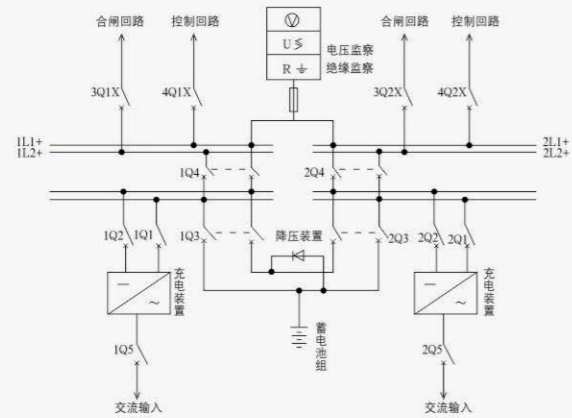 合闸回路
控制回路
V
U≤
R
电压监察
绝缘监察
合闸回路
控制回路
3Q1X
4Q1X
3Q2X
4Q2X
1L1+
1L2+
2L1+
2L2+
1Q4
2Q4
1Q2
1Q1
1Q3
降压装置
2Q3
2Q2
2Q1
充电装置
~
蓄电池组
充电装置
~
1Q5
2Q5
交流输入
交流输入